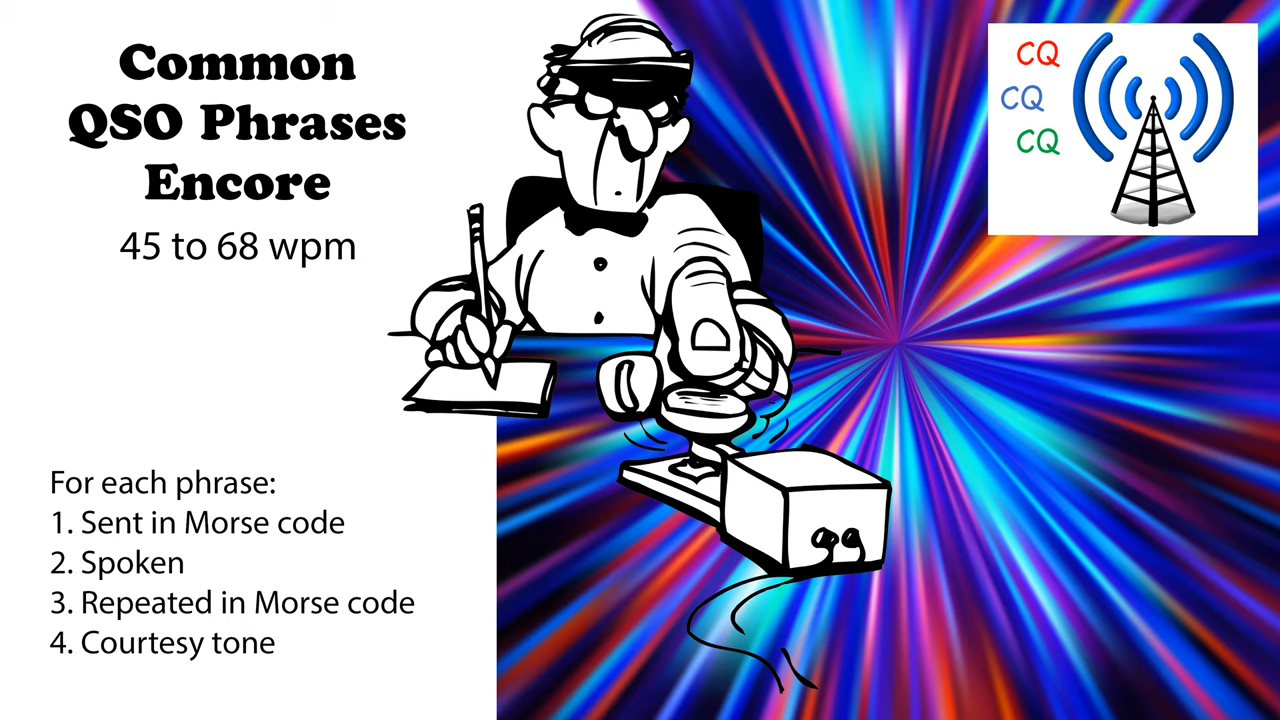 Common
QSO Phrases
Encore
45 to 68 wpm
CQ
CQ
CQ
For each phrase:
1. Sent in Morse code
2. Spoken
3. Repeated in Morse code
4. Courtesy tone